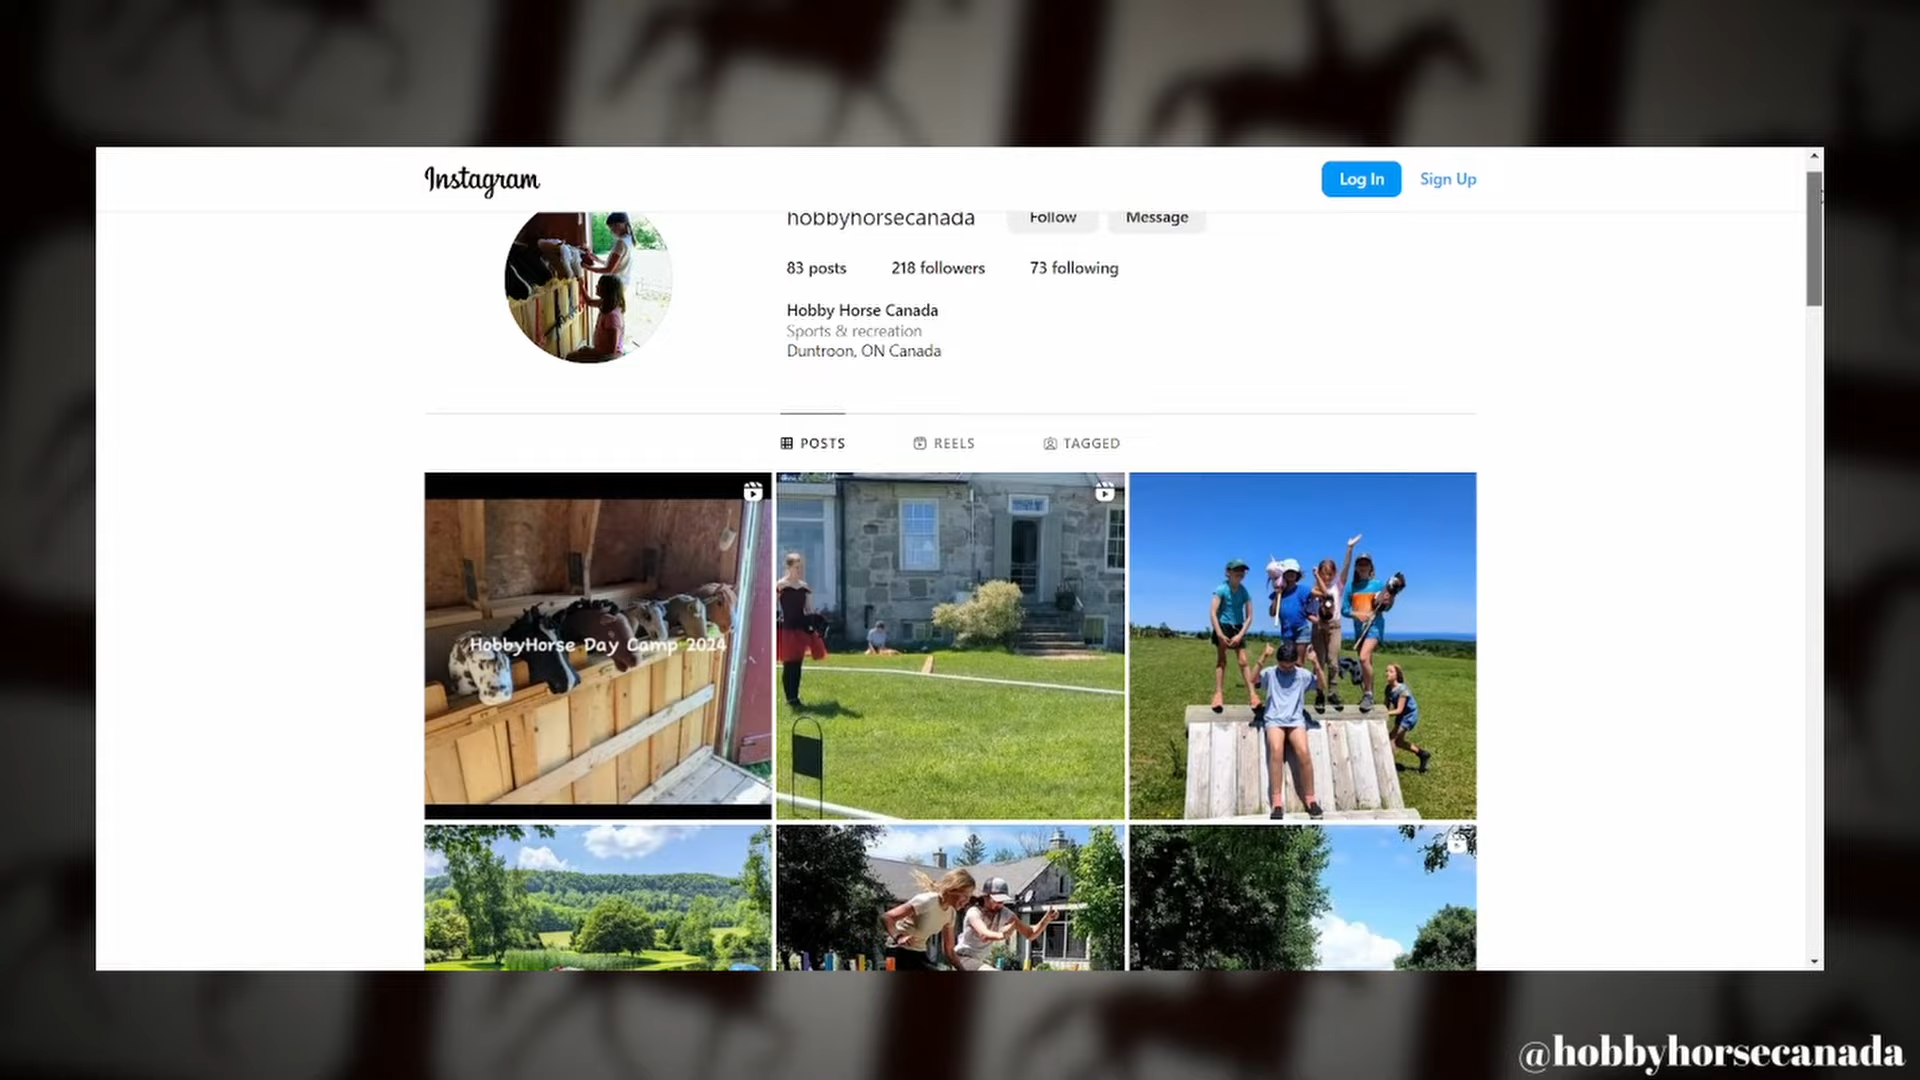 Instagram
Log In
Sign Up
hobbyhorsecanada
Follow
Message
83 posts
218 followers
73 following
Hobby Horse Canada
Sports & recreation
Duntroon, ON Canada
POSTS
REELS
TAGGED
HobbyHorse Day Camp 2024
@hobbyhorsecanada